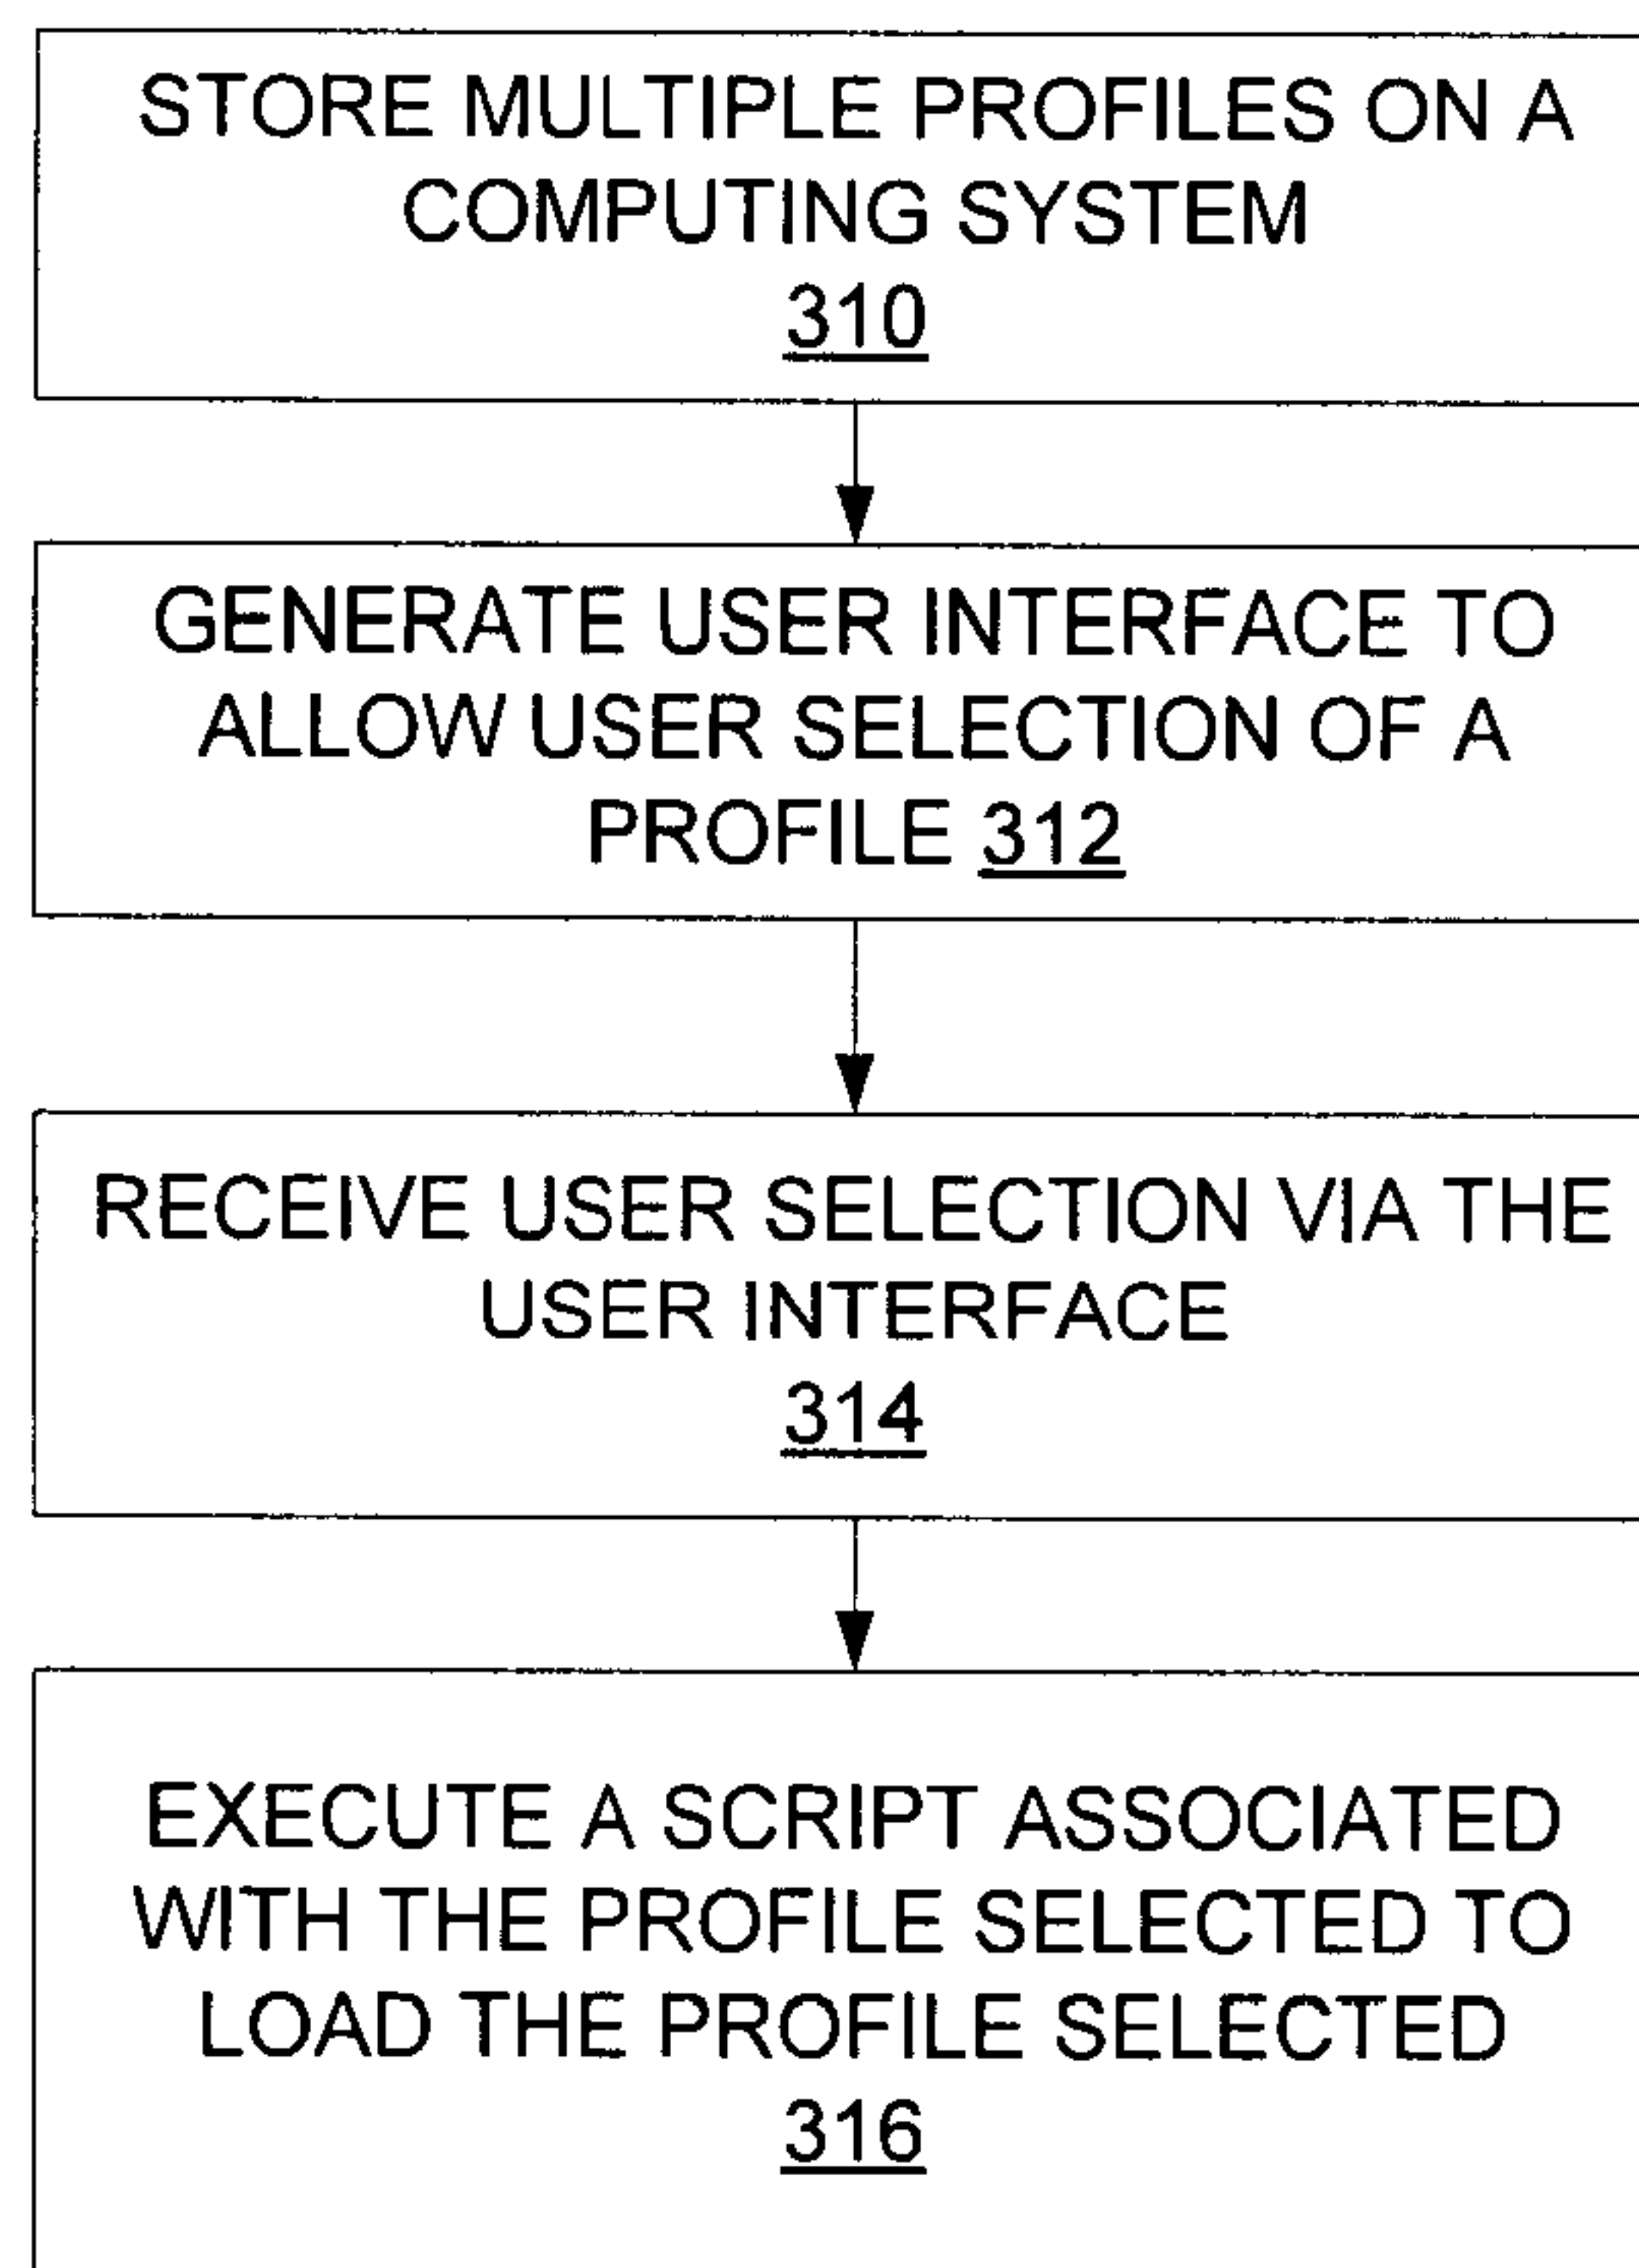 STORE MULTIPLE PROFILES ON A
COMPUTING SYSTEM
310
GENERATE USER INTERFACE TO
ALLOW USER SELECTION OF A
PROFILE 312
RECEIVE USER SELECTION VIA THE
USER INTERFACE
314
EXECUTE A SCRIPT ASSOCIATED
WITH THE PROFILE SELECTED TO
LOAD THE PROFILE SELECTED
316